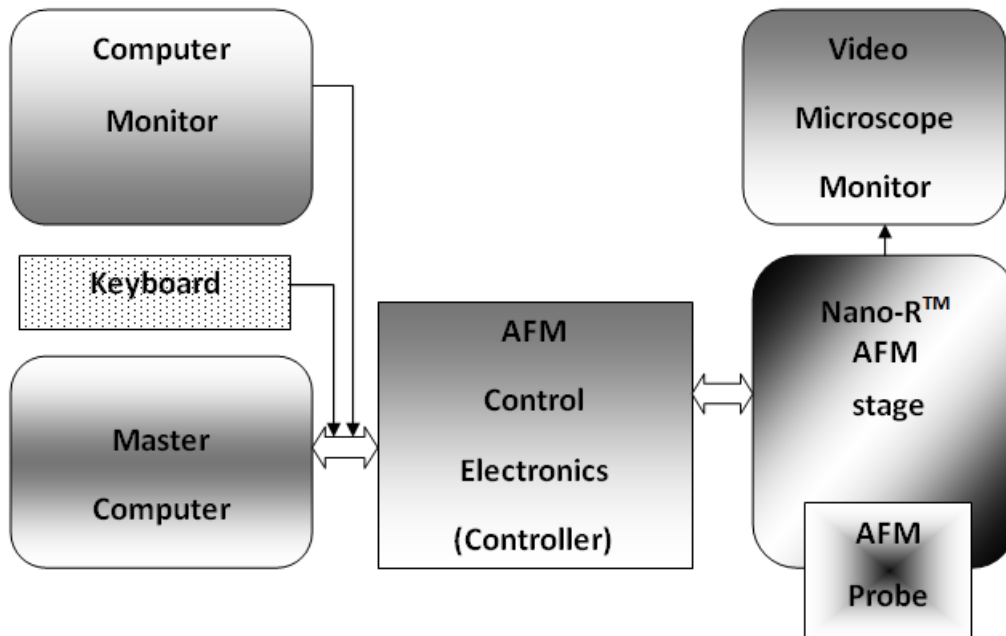 Computer
Monitor
Keyboard
Master
Computer
AFM
Control
Electronics
(Controller)
Video
Microscope
Monitor
Nano-R™
AFM
stage
AFM
Probe